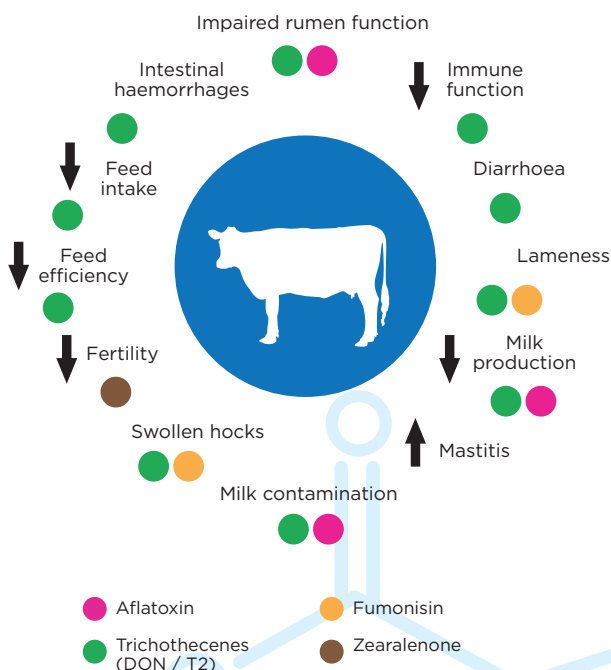 Impaired rumen function
Intestinal
haemorrhages
Immune
function
Feed
intake
Diarrhoea
Feed
efficiency
Lameness
Fertility
Milk
production
Swollen hocks
Mastitis
Milk contamination
Aflatoxin
Fumonisin
Trichothecenes
(DON / T2)
Zearalenone